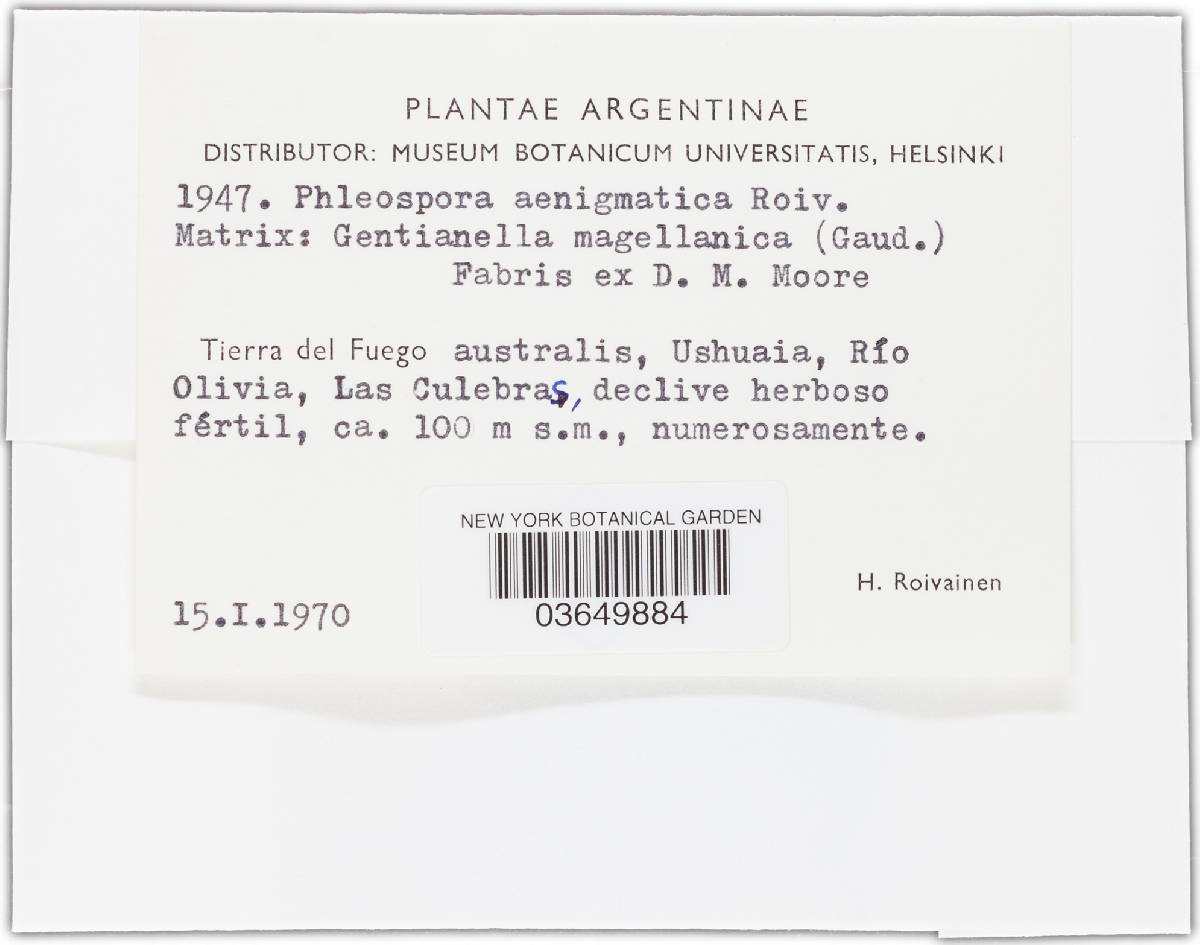 PLANTAE ARGENTINAE
DISTRIBUTOR: MUSEUM BOTANICUM UNIVERSITATIS, HELSINKI
1947. Phleospora aenigmatica Roiv.
Matrix: Gentianella magellanica (Gaud.)
Fabris ex D. M. Moore
Tierra del Fuego australis, Ushuaia, Río
Olivia, Las Culebras, declive herboso
fértil, ca. 100 m s.m., numerosamente.
NEW YORK BOTANICAL GARDEN
03649884
H. Roivainen
15.I.1970